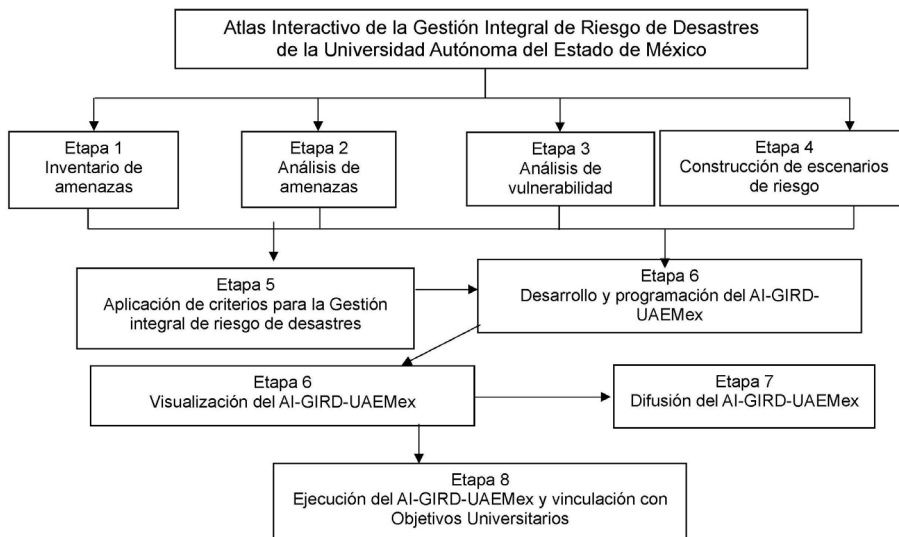 Atlas Interactivo de la Gestión Integral de Riesgo de Desastres
de la Universidad Autónoma del Estado de México
Etapa 1
Inventario de
amenazas
Etapa 2
Análisis de
amenazas
Etapa 3
Análisis de
vulnerabilidad
Etapa 4
Construcción de escenarios
de riesgo
Etapa 5
Aplicación de criterios para la Gestión
integral de riesgo de desastres
Etapa 6
Desarrollo y programación del AI-GIRD-
UAEMex
Etapa 6
Visualización del AI-GIRD-UAEMex
Etapa 7
Difusión del AI-GIRD-UAEMex
Etapa 8
Ejecución del AI-GIRD-UAEMex y vinculación con
Objetivos Universitarios